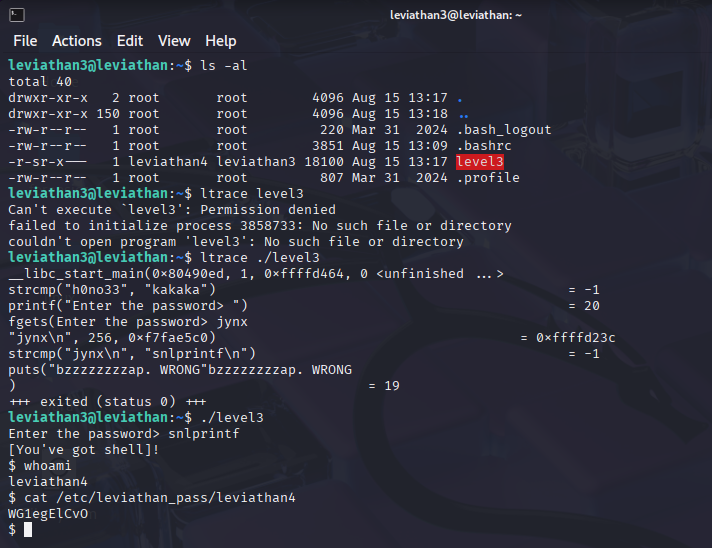 leviathan3@leviathan: ~
File Actions Edit View Help
leviathan3@leviathan:~$ ls -al
total 40
drwxr-xr-x 2 root root 4096 Aug 15 13:17 .
drwxr-xr-x 150 root root 4096 Aug 15 13:18 ..
-rw-r--r-- 1 root root 220 Mar 31 2024 .bash_logout
-rw-r--r-- 1 root root 3851 Aug 15 13:09 .bashrc
-r-sr-x--- 1 leviathan4 leviathan3 18100 Aug 15 13:17 level3
-rw-r--r-- 1 root root 807 Mar 31 2024 .profile
leviathan3@leviathan:~$ ltrace level3
Can't execute `level3': Permission denied
failed to initialize process 3858733: No such file or directory
couldn't open program 'level3': No such file or directory
leviathan3@leviathan:~$ ltrace ./level3
__libc_start_main(0×80490ed, 1, 0×ffffd464, 0 <unfinished ...>
strcmp("h0no33", "kakaka") = -1
printf("Enter the password> ") = 20
fgets(Enter the password> jynx
"jynx\n", 256, 0×f7fae5c0) = 0×ffffd23c
strcmp("jynx\n", "snlprintf\n") = -1
puts("bzzzzzzzzap. WRONG"bzzzzzzzzap. WRONG
) = 19
+++ exited (status 0) +++
leviathan3@leviathan:~$ ./level3
Enter the password> snlprintf
[You've got shell]!
$ whoami
leviathan4
$ cat /etc/leviathan_pass/leviathan4
WG1egElCvO
$